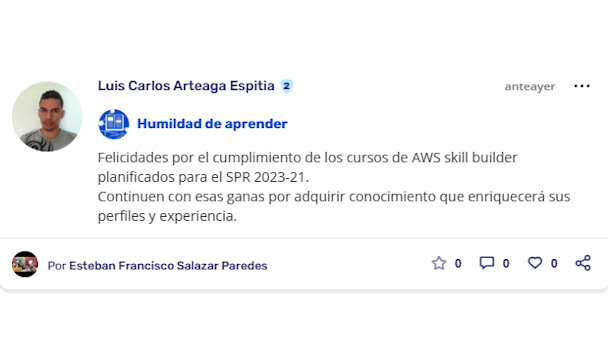 Luis Carlos Arteaga Espitia 2 anteayer
Humildad de aprender
Felicidades por el cumplimiento de los cursos de AWS skill builder
planificados para el SPR 2023-21.
Continuen con esas ganas por adquirir conocimiento que enriquecerá sus
perfiles y experiencia.
Por Esteban Francisco Salazar Paredes 0 0 0